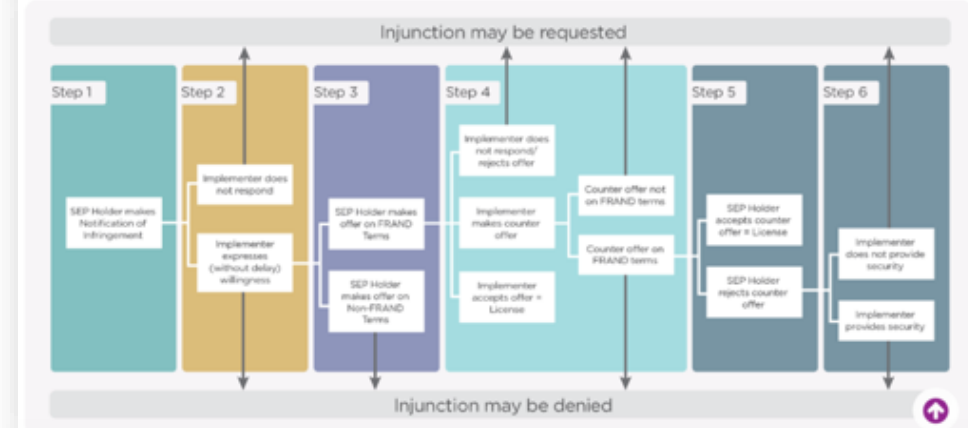 Injunction may be requested
Step 1
Step 2
Step 3
Step 4
Step 5
Step 6
SEP Holder makes
Notification of
Infringement
Implementer does
not respond
Implementer
expresses
(without delay)
willingness
SEP Holder makes
offer on FRAND
Terms
SEP Holder
makes offer on
Non-FRAND
Terms
Implementer does
not respond/
rejects offer
Implementer
makes counter
offer
Implementer
accepts offer =
License
Counter offer not
on FRAND terms
Counter offer on
FRAND terms
SEP Holder
accepts counter
offer = License
SEP Holder
rejects counter
offer
Implementer
does not provide
security
Implementer
provides security
Injunction may be denied